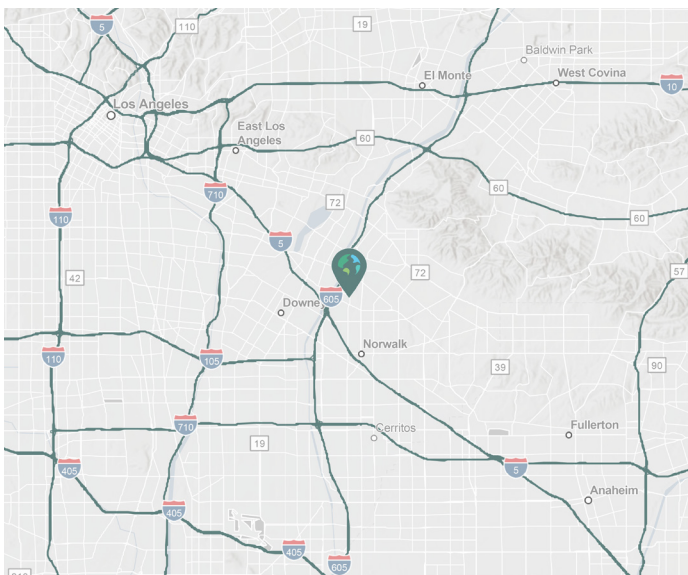 5
110
19
Baldwin Park
El Monte
West Covina
10
Los Angeles
East Los
Angeles
60
710
60
72
110
60
5
72
57
42
605
Downe
Norwalk
110
105
39
90
710
Cerritos
Fullerton
19
405
5
Anaheim
405
405
605